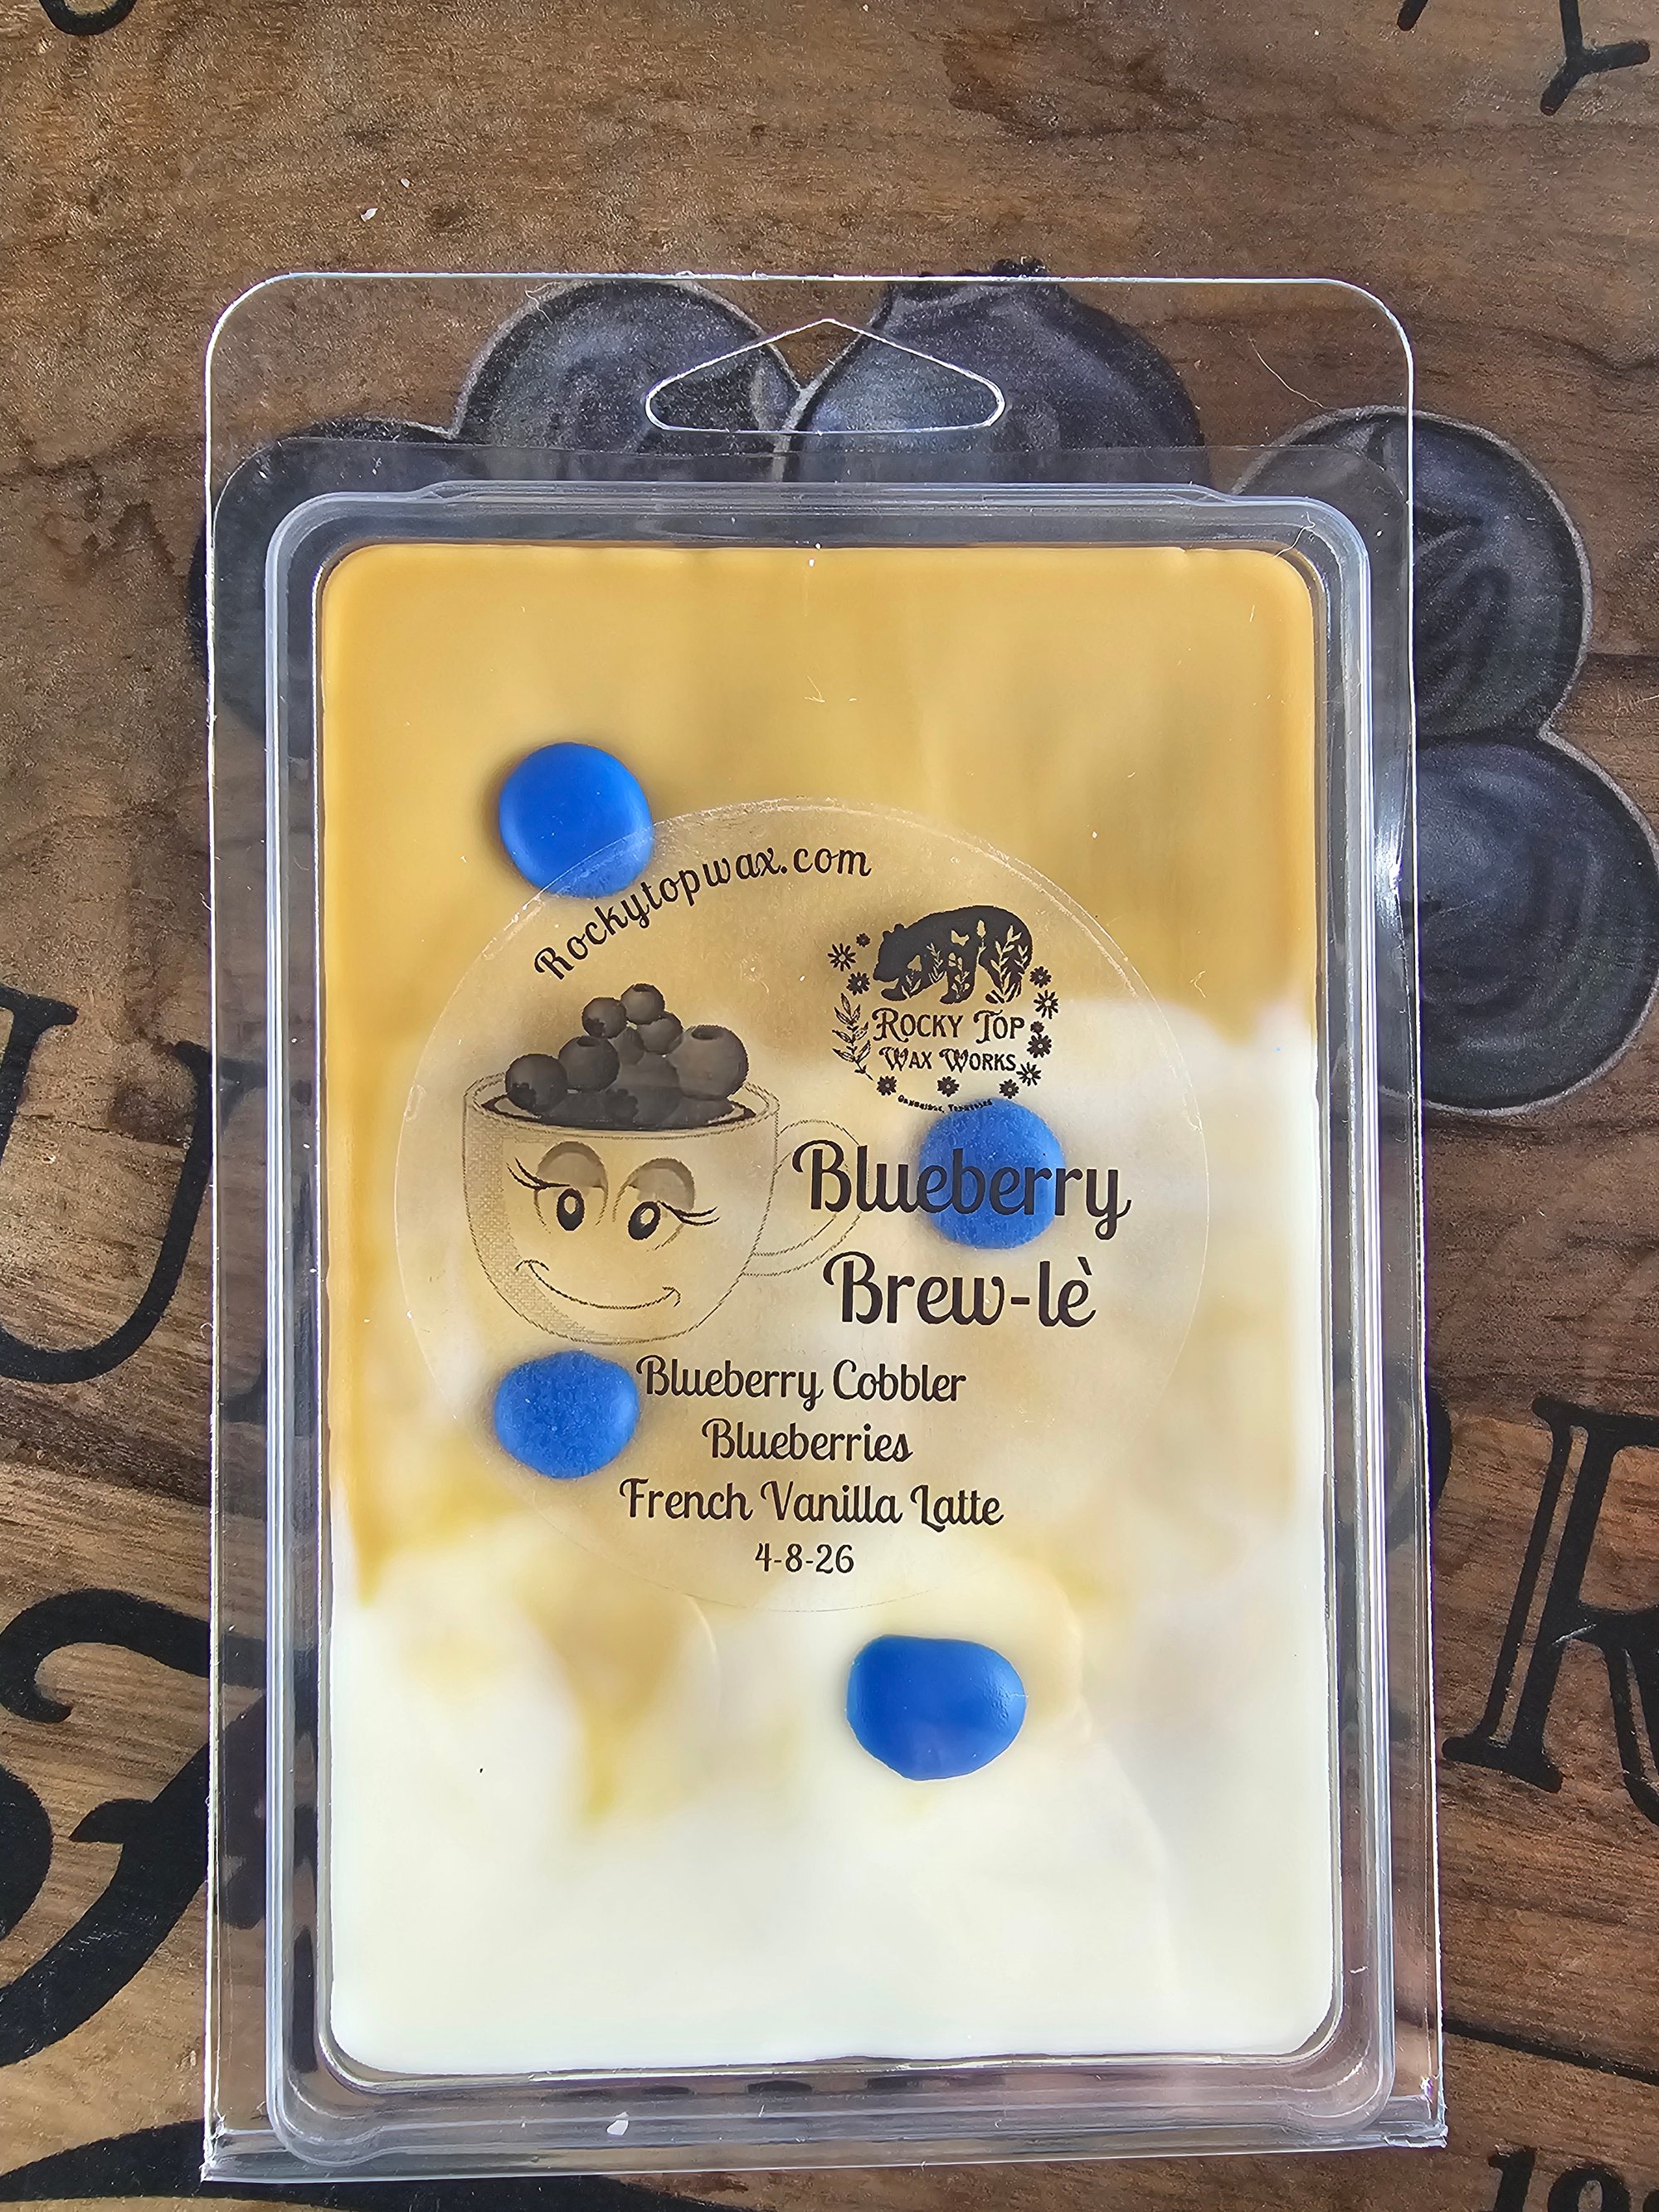 Rockytopwax.com
Rocky Top
Wax Works
Blueberry
Brew-lè
Blueberry Cobbler
Blueberries
French Vanilla Latte
4-8-26